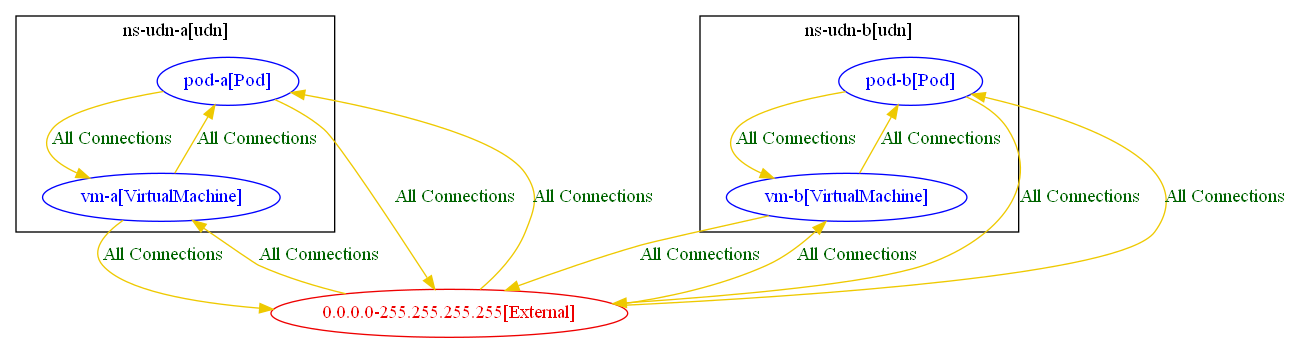 ns-udn-a[udn]
ns-udn-b[udn]
pod-a[Pod]
pod-b[Pod]
All Connections
All Connections
All Connections
All Connections
vm-a[VirtualMachine]
All Connections
All Connections
vm-b[VirtualMachine]
All Connections
All Connections
All Connections
All Connections
All Connections
All Connections
0.0.0.0-255.255.255.255[External]